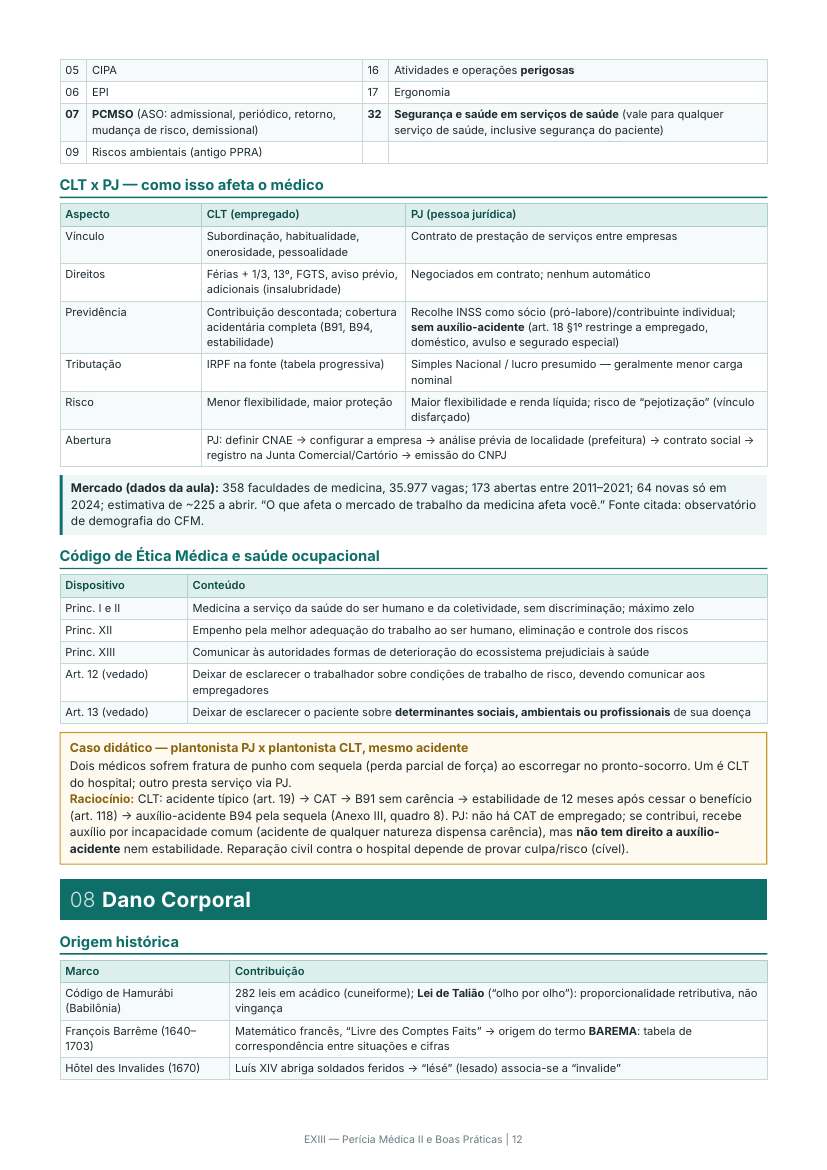 05 CIPA 16 Atividades e operações perigosas
06 EPI 17 Ergonomia
07 PCMSO (ASO: admissional, periódico, retorno, mudança de risco, demissional) 32 Segurança e saúde em serviços de saúde (vale para qualquer serviço de saúde, inclusive segurança do paciente)
09 Riscos ambientais (antigo PPRA)
CLT x PJ — como isso afeta o médico
Aspecto CLT (empregado) PJ (pessoa jurídica)
Vínculo Subordinação, habitualidade, onerosidade, pessoalidade Contrato de prestação de serviços entre empresas
Direitos Férias + 1/3, 13º, FGTS, aviso prévio, adicionais (insalubridade) Negociados em contrato; nenhum automático
Previdência Contribuição descontada; cobertura acidentária completa (B91, B94, estabilidade) Recolhe INSS como sócio (pró-labore)/contribuinte individual; sem auxílio-acidente (art. 18 §1º restringe a empregado, doméstico, avulso e segurado especial)
Tributação IRPF na fonte (tabela progressiva) Simples Nacional / lucro presumido — geralmente menor carga nominal
Risco Menor flexibilidade, maior proteção Maior flexibilidade e renda líquida; risco de “pejotização” (vínculo disfarçado)
Abertura PJ: definir CNAE → configurar a empresa → análise prévia de localidade (prefeitura) → contrato social → registro na Junta Comercial/Cartório → emissão do CNPJ
Mercado (dados da aula): 358 faculdades de medicina, 35.977 vagas; 173 abertas entre 2011–2021; 64 novas só em
2024; estimativa de ~225 a abrir. “O que afeta o mercado de trabalho da medicina afeta você.” Fonte citada: observatório
de demografia do CFM.
Código de Ética Médica e saúde ocupacional
Dispositivo Conteúdo
Princ. I e II Medicina a serviço da saúde do ser humano e da coletividade, sem discriminação; máximo zelo
Princ. XII Empenho pela melhor adequação do trabalho ao ser humano, eliminação e controle dos riscos
Princ. XIII Comunicar às autoridades formas de deterioração do ecossistema prejudiciais à saúde
Art. 12 (vedado) Deixar de esclarecer o trabalhador sobre condições de trabalho de risco, devendo comunicar aos empregadores
Art. 13 (vedado) Deixar de esclarecer o paciente sobre determinantes sociais, ambientais ou profissionais de sua doença
Caso didático — plantonista PJ x plantonista CLT, mesmo acidente
Dois médicos sofrem fratura de punho com sequela (perda parcial de força) ao escorregar no pronto-socorro. Um é CLT
do hospital; outro presta serviço via PJ.
Raciocínio: CLT: acidente típico (art. 19) → CAT → B91 sem carência → estabilidade de 12 meses após cessar o benefício
(art. 118) → auxílio-acidente B94 pela sequela (Anexo III, quadro 8). PJ: não há CAT de empregado; se contribui, recebe
auxílio por incapacidade comum (acidente de qualquer natureza dispensa carência), mas não tem direito a auxílio-
acidente nem estabilidade. Reparação civil contra o hospital depende de provar culpa/risco (cível).
08 Dano Corporal
Origem histórica
Marco Contribuição
Código de Hamurábi (Babilônia) 282 leis em acádico (cuneiforme); Lei de Talião (“olho por olho”): proporcionalidade retributiva, não vingança
François Barrême (1640–1703) Matemático francês, “Livre des Comptes Faits” → origem do termo BAREMA: tabela de correspondência entre situações e cifras
Hôtel des Invalides (1670) Luís XIV abriga soldados feridos → “lésé” (lesado) associa-se a “invalide”
EXIII — Perícia Médica II e Boas Práticas | 12